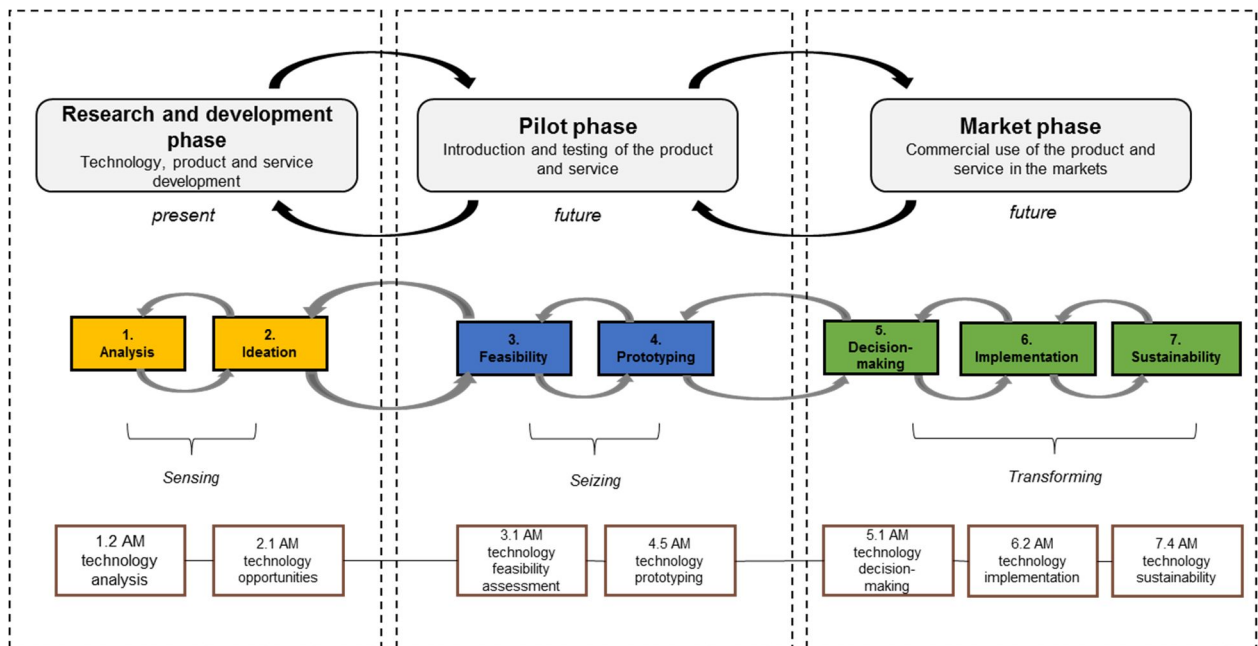 Research and development
phase
Technology, product and service
development
Pilot phase
Introduction and testing of the product
and service
Market phase
Commercial use of the product and
service in the markets
present
future
future
1.
Analysis
2.
Ideation
3.
Feasibility
4.
Prototyping
5.
Decision-
making
6.
Implementation
7.
Sustainability
Sensing
Seizing
Transforming
1.2 AM
technology
analysis
2.1 AM
technology
opportunities
3.1 AM
technology
feasibility
assessment
4.5 AM
technology
prototyping
5.1 AM
technology
decision-
making
6.2 AM
technology
implementation
7.4 AM
technology
sustainability